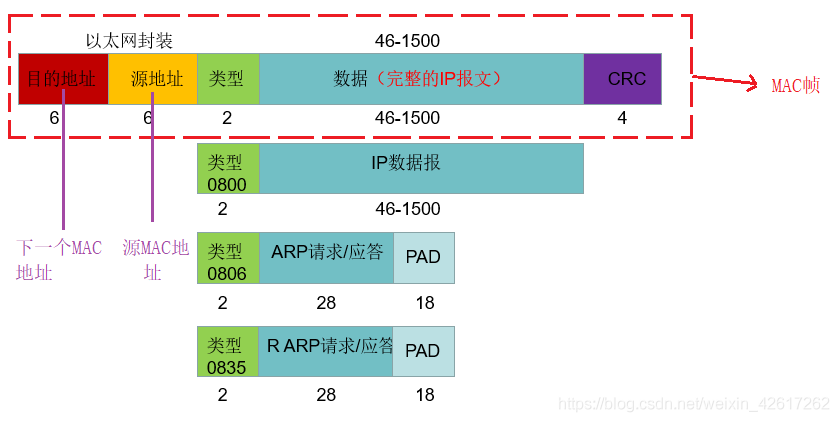 以太网封装
46-1500
目的地址
源地址
类型
数据（完整的IP报文）
CRC
MAC帧
6
6
2
46-1500
4
类型
0800
IP数据报
2
46-1500
下一个MAC
地址
源MAC地
址
类型
0806
ARP请求/应答
PAD
2
28
18
类型
0835
R ARP请求/应答
PAD
2
28
18
https://blog.csdn.net/weixin_42617262